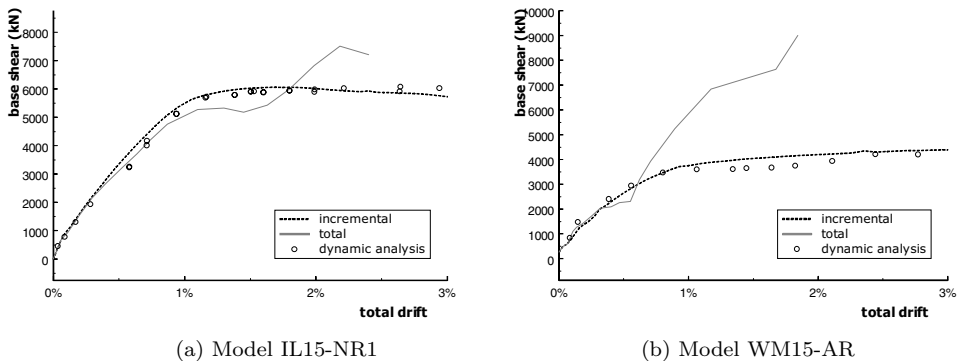 base shear (kN)
8000
7000
6000
5000
4000
3000
2000
1000
0
0%
1%
2%
3%
total drift
incremental
total
dynamic analysis
(a) Model IL15-NR1
base shear (kN)
10000
9000
8000
7000
6000
5000
4000
3000
2000
1000
0
0%
1%
2%
3%
total drift
incremental
total
dynamic analysis
(b) Model WM15-AR